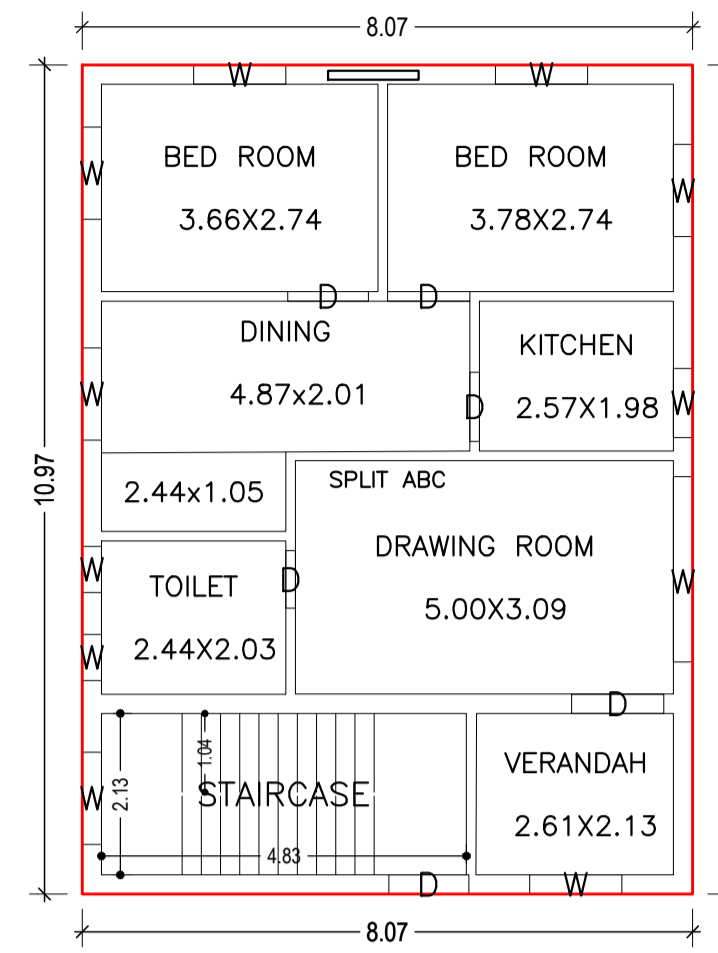 8.07
W W
BED ROOM BED ROOM
W W
3.66X2.74 3.78X2.74
D D
DINING
KITCHEN
4.87x2.01
W D 2.57X1.98 W
10.97
SPLIT ABC
2.44x1.05
DRAWING ROOM
W
TOILET D W
5.00X3.09
2.44X2.03
W
D
1.04
VERANDAH
2.13
W STAIRCASE
2.61X2.13
4.83
D W
8.07